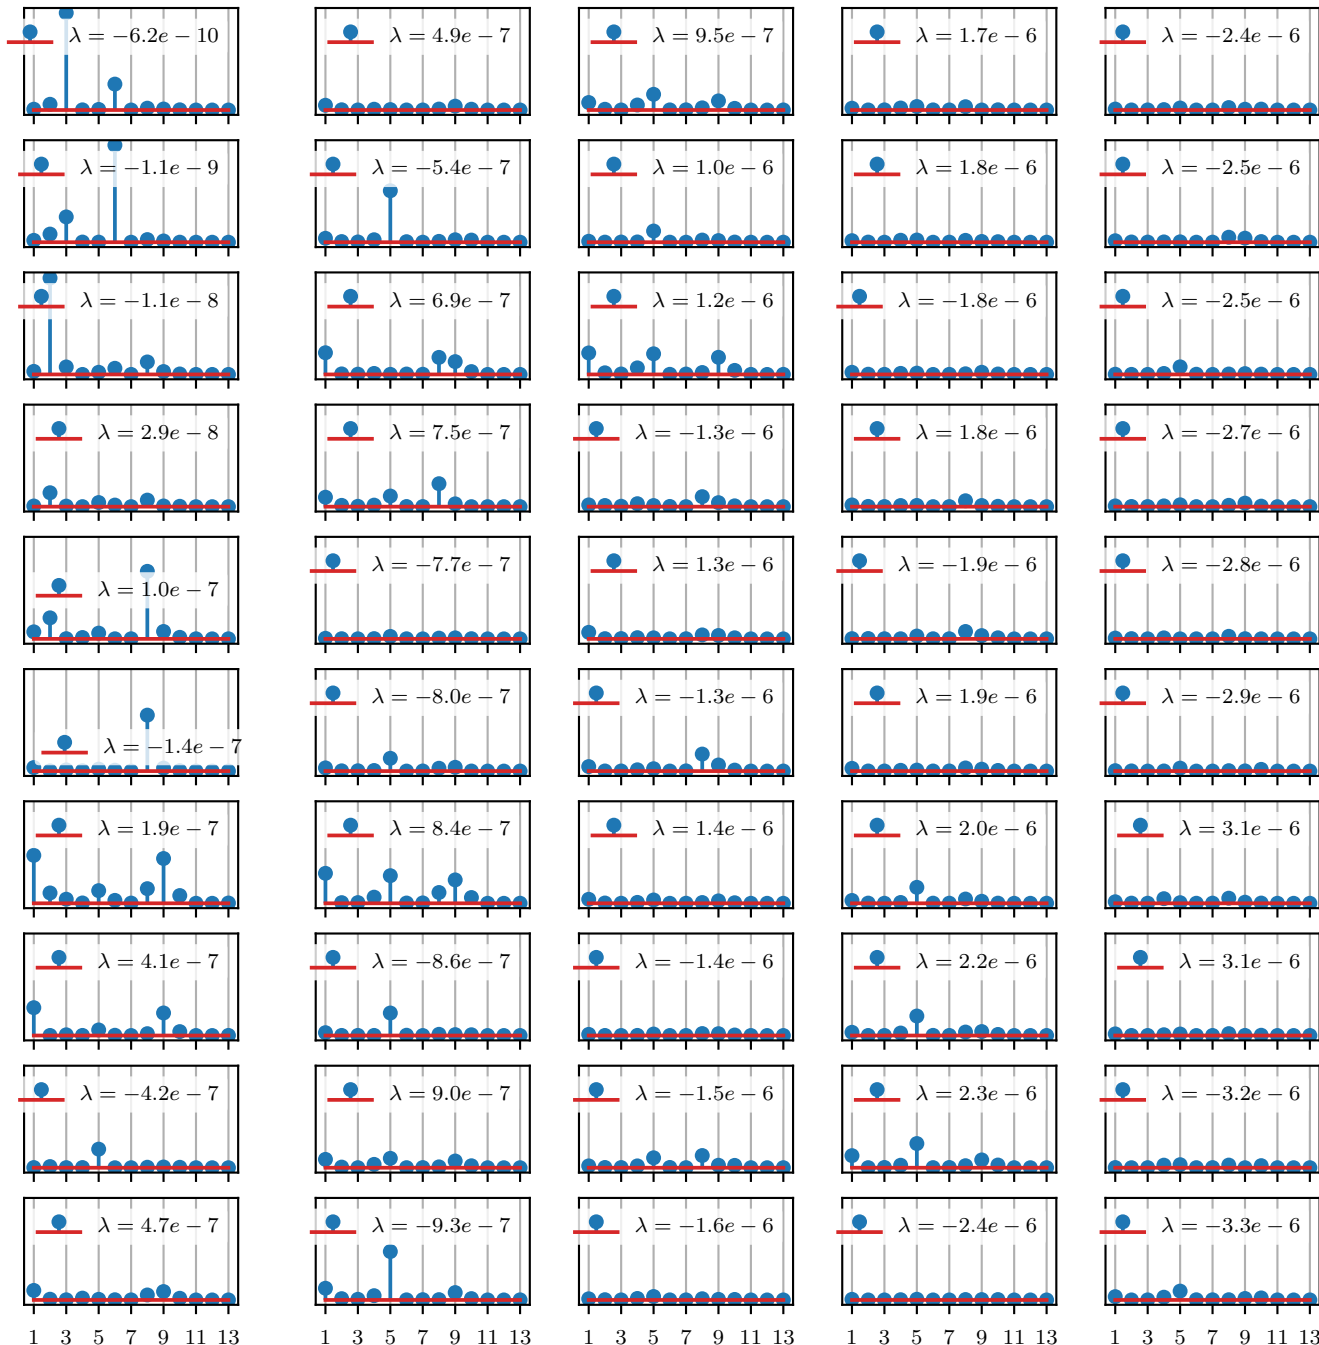 λ = −6.2e − 10 λ = 4.9e − 7 λ = 9.5e − 7 λ = 1.7e − 6 λ = −2.4e − 6
λ = −1.1e − 9 λ = −5.4e − 7 λ = 1.0e − 6 λ = 1.8e − 6 λ = −2.5e − 6
λ = −1.1e − 8 λ = 6.9e − 7 λ = 1.2e − 6 λ = −1.8e − 6 λ = −2.5e − 6
λ = 2.9e − 8 λ = 7.5e − 7 λ = −1.3e − 6 λ = 1.8e − 6 λ = −2.7e − 6
λ = 1.0e − 7 λ = −7.7e − 7 λ = 1.3e − 6 λ = −1.9e − 6 λ = −2.8e − 6
λ = −1.4e − 7 λ = −8.0e − 7 λ = −1.3e − 6 λ = 1.9e − 6 λ = −2.9e − 6
λ = 1.9e − 7 λ = 8.4e − 7 λ = 1.4e − 6 λ = 2.0e − 6 λ = 3.1e − 6
λ = 4.1e − 7 λ = −8.6e − 7 λ = −1.4e − 6 λ = 2.2e − 6 λ = 3.1e − 6
λ = −4.2e − 7 λ = 9.0e − 7 λ = −1.5e − 6 λ = 2.3e − 6 λ = −3.2e − 6
λ = 4.7e − 7 λ = −9.3e − 7 λ = −1.6e − 6 λ = −2.4e − 6 λ = −3.3e − 6
1 3 5 7 9 11 13 1 3 5 7 9 11 13 1 3 5 7 9 11 13 1 3 5 7 9 11 13 1 3 5 7 9 11 13